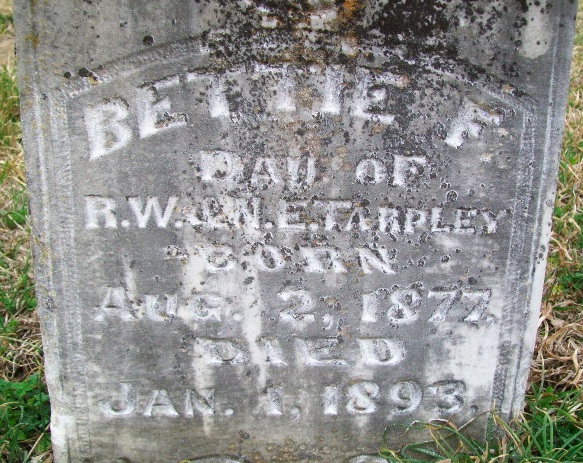 BETTIE F
DAU OF
R.W. & N.E. TARPLEY
BORN
AUG. 2, 1877.
DIED
JAN. 1, 1893.